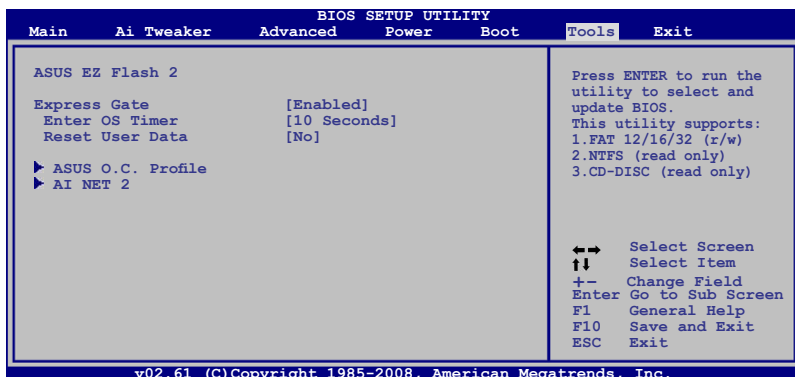 BIOS SETUP UTILITY
Main Ai Tweaker Advanced Power Boot Tools Exit
ASUS EZ Flash 2
Express Gate [Enabled]
Enter OS Timer [10 Seconds]
Reset User Data [No]
ASUS O.C. Profile
AI NET 2
Press ENTER to run the
utility to select and
update BIOS.
This utility supports:
1.FAT 12/16/32 (r/w)
2.NTFS (read only)
3.CD-DISC (read only)
←→ Select Screen
↑↓ Select Item
+- Change Field
Enter Go to Sub Screen
F1 General Help
F10 Save and Exit
ESC Exit
v02.61 (C)Copyright 1985-2008, American Megatrends, Inc.